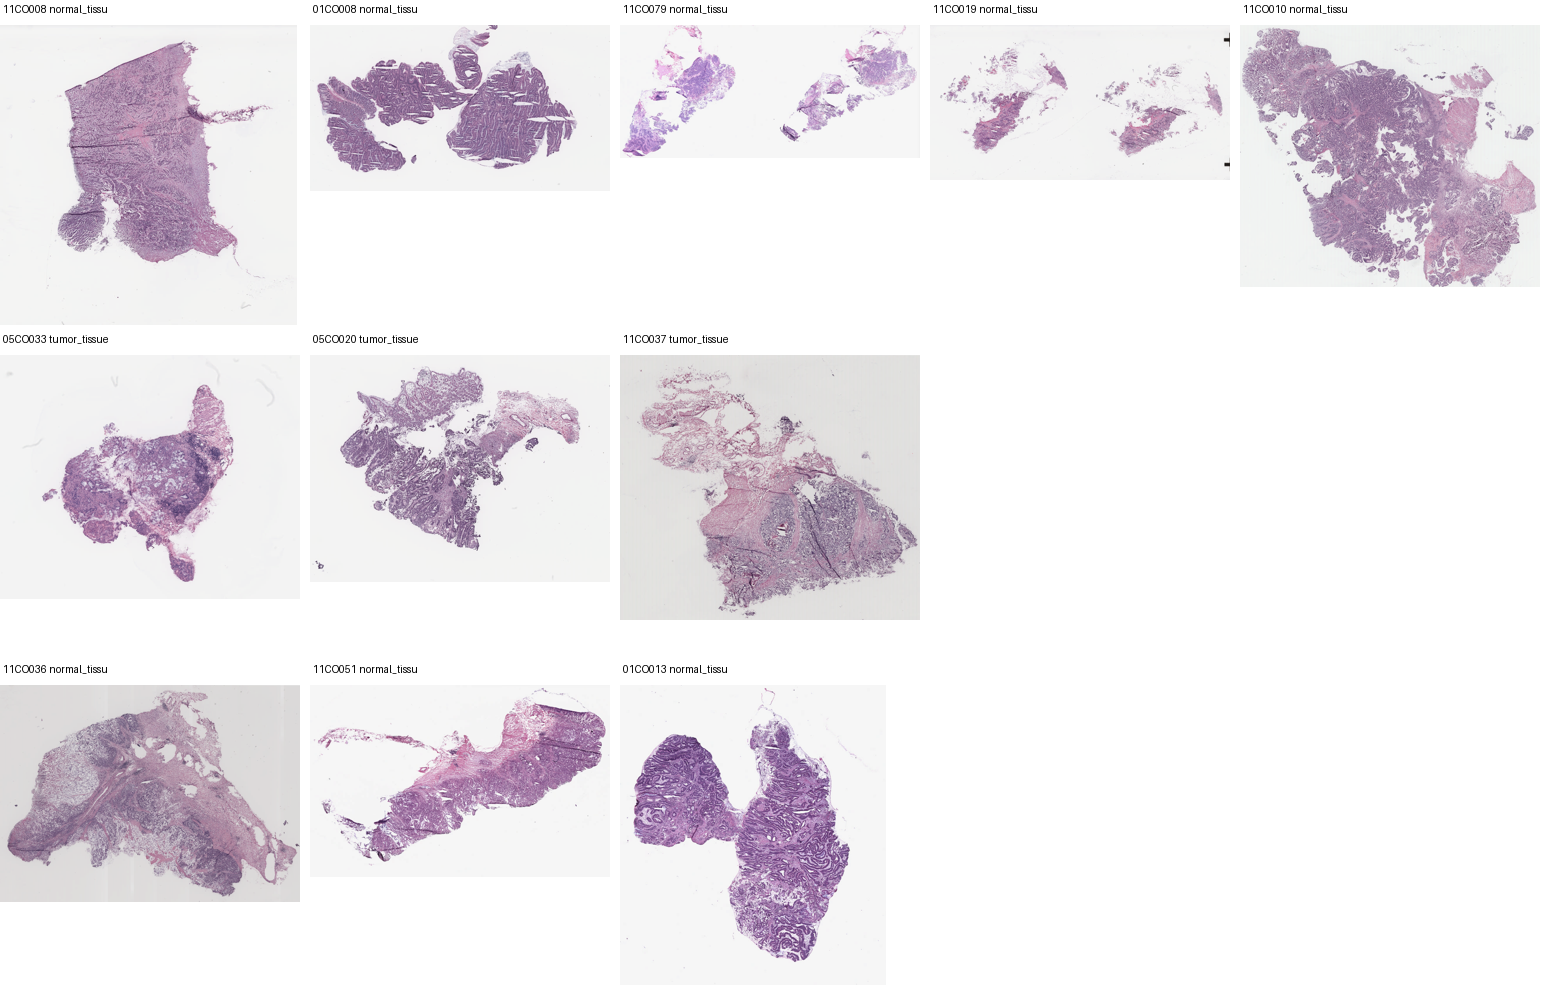 11CO008 normal_tissu
01CO008 normal_tissu
11CO079 normal_tissu
11CO019 normal_tissu
11CO010 normal_tissu
05CO033 tumor_tissue
05CO020 tumor_tissue
11CO037 tumor_tissue
11CO036 normal_tissu
11CO051 normal_tissu
01CO013 normal_tissu